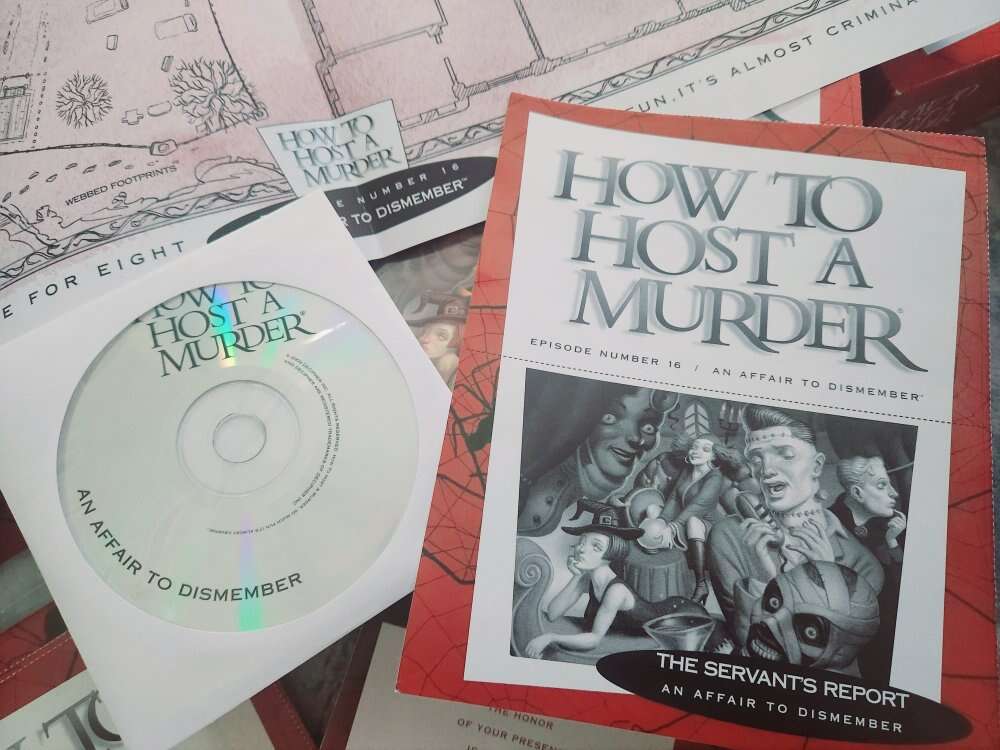 WEBBED FOOTPRINTS
HOW TO
HOST A
MURDER
E NUMBER 16
AIR TO DISMEMBER™
E FOR EIGHT
FUN. IT'S ALMOST CRIMINA
HOW TO
HOST A
MURDER®
AN AFFAIR TO DISMEMBER
HOW TO
HOST A
MURDER®
EPISODE NUMBER 16 / AN AFFAIR TO DISMEMBER™
THE SERVANT'S REPORT
AN AFFAIR TO DISMEMBER
THE HONOR
OF YOUR PRESEN